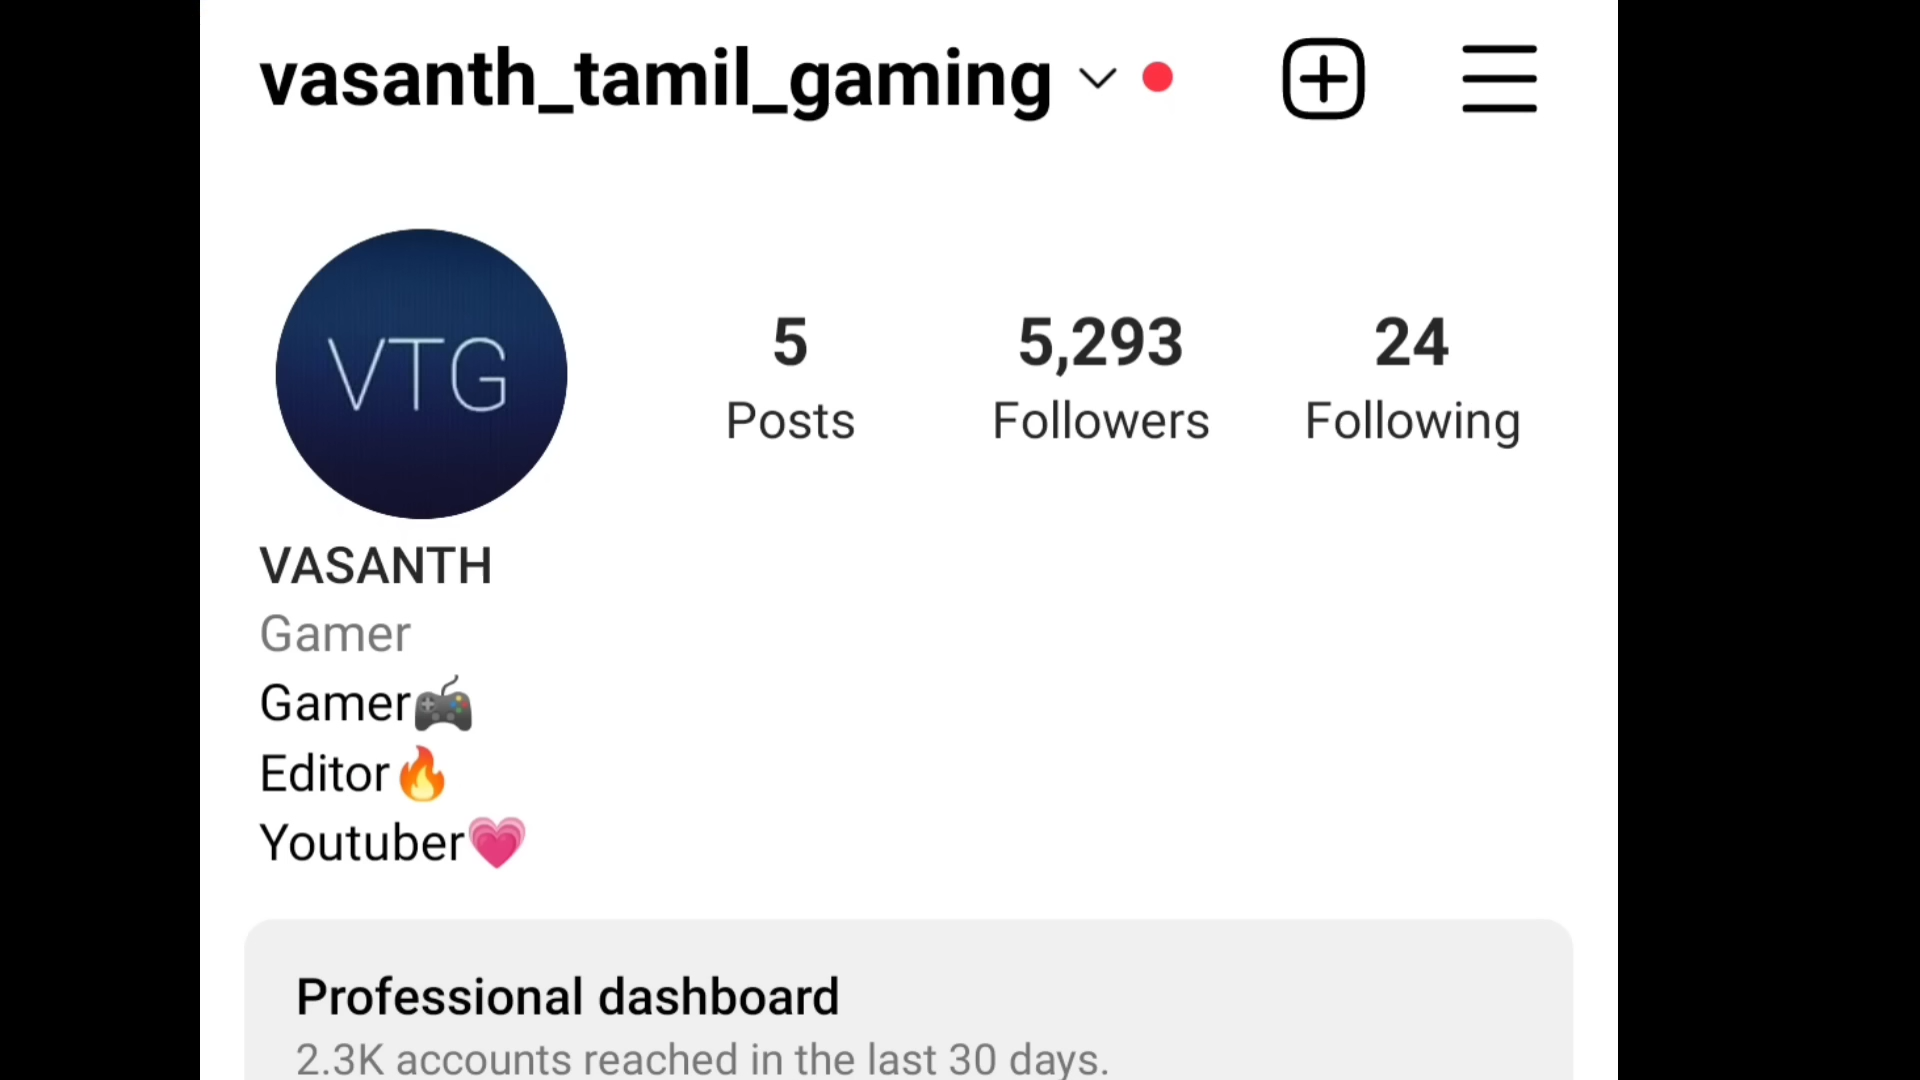 vasanth_tamil_gaming
VTG
5 5,293 24
Posts Followers Following
VASANTH
Gamer
Gamer🎮
Editor🔥
Youtuber💗
Professional dashboard
2.3K accounts reached in the last 30 days.